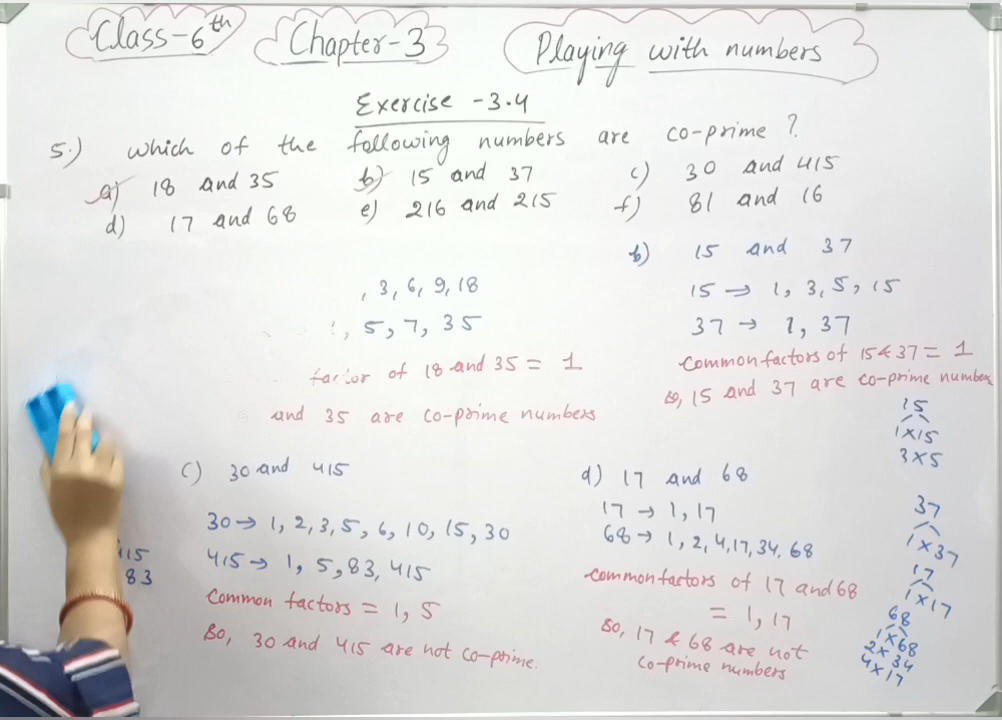 Class-6th
Chapter-3
Playing with numbers
Exercise -3.4
5.) which of the following numbers are co-prime ?
a) 18 and 35 b) 15 and 37 c) 30 and 415
d) 17 and 68 e) 216 and 215 f) 81 and 16
, 3, 6, 9, 18
, 5, 7, 35
factor of 18 and 35 = 1
and 35 are co-prime numbers
b) 15 and 37
15 → 1, 3, 5, 15
37 → 1, 37
Common factors of 15 & 37 = 1
So, 15 and 37 are co-prime number
15
1×15
3×5
c) 30 and 415
30 → 1, 2, 3, 5, 6, 10, 15, 30
415 → 1, 5, 83, 415
Common factors = 1, 5
So, 30 and 415 are not co-prime.
415
83
d) 17 and 68
17 → 1, 17
68 → 1, 2, 4, 17, 34, 68
common factors of 17 and 68
= 1, 17
So, 17 & 68 are not
co-prime numbers
37
1×37
17
1×17
68
1×68
2×34
4×17